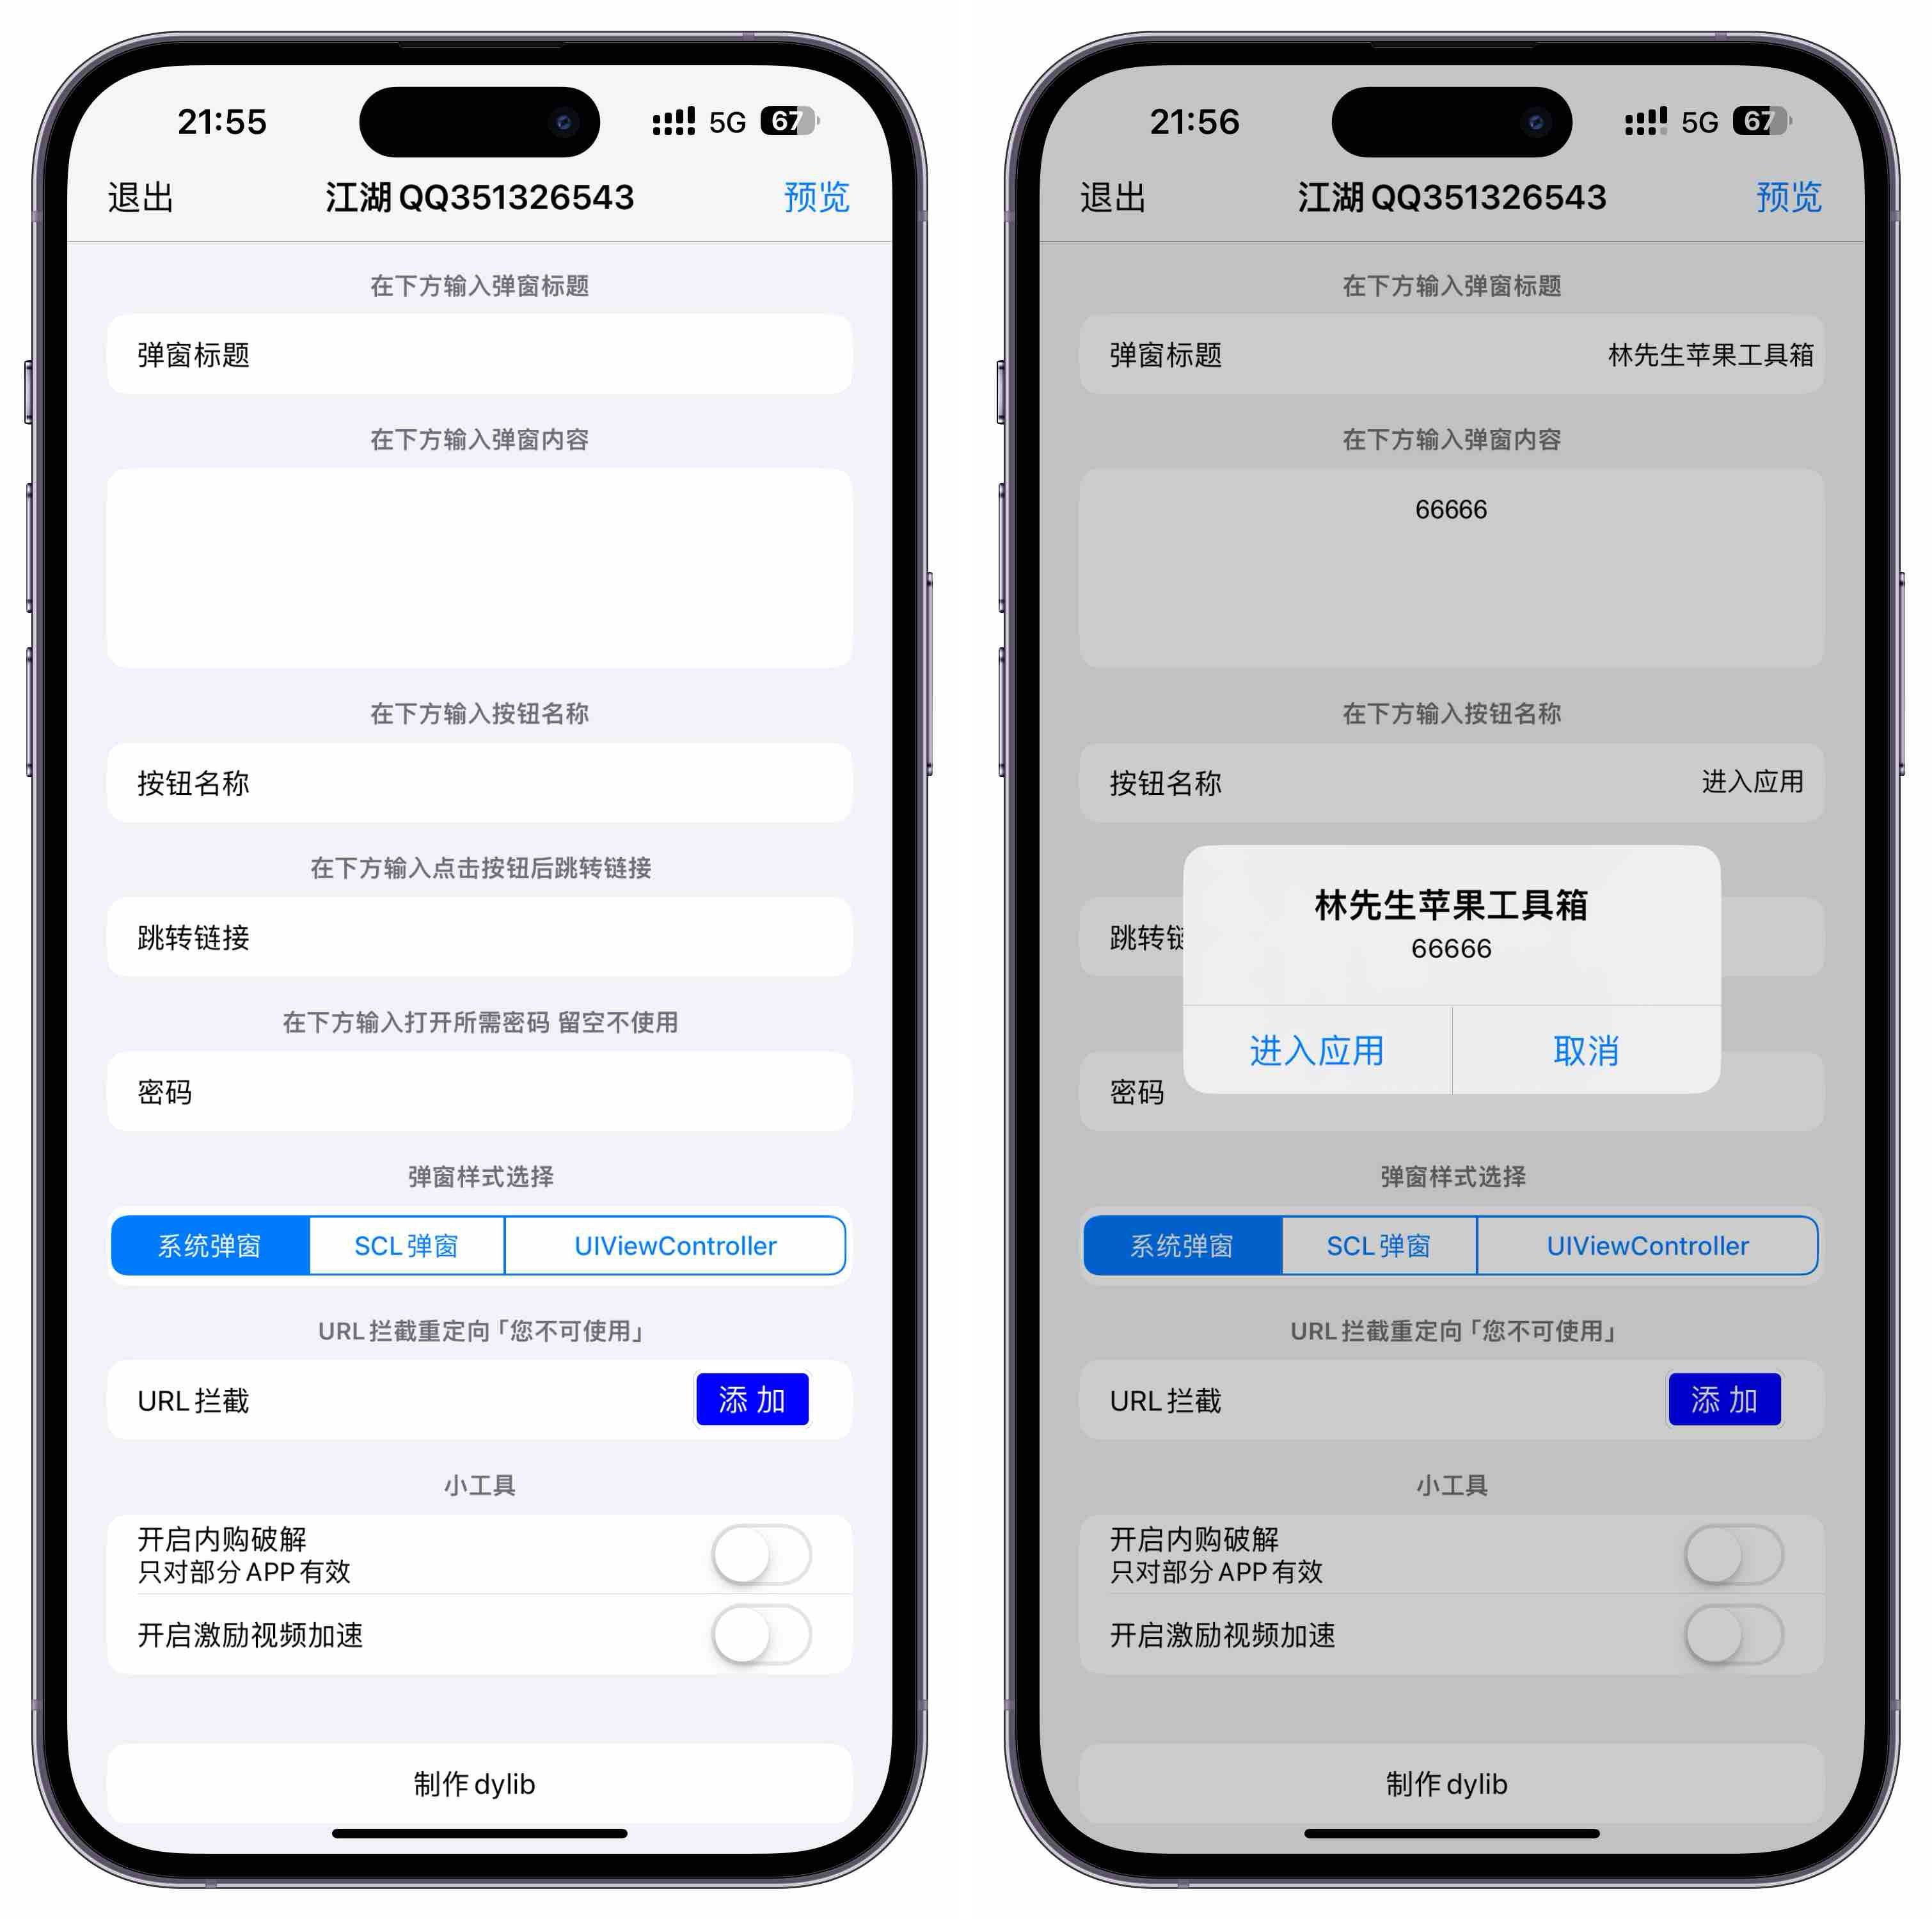 21:55
5G
67
退出
江湖 QQ351326543
预览
在下方输入弹窗标题
弹窗标题
在下方输入弹窗内容
在下方输入按钮名称
按钮名称
在下方输入点击按钮后跳转链接
跳转链接
在下方输入打开所需密码 留空不使用
密码
弹窗样式选择
系统弹窗
SCL 弹窗
UIViewController
URL 拦截重定向「您不可使用」
URL 拦截
添 加
小工具
开启内购破解
只对部分 APP 有效
开启激励视频加速
制作 dylib
21:56
5G
67
退出
江湖 QQ351326543
预览
在下方输入弹窗标题
弹窗标题
林先生苹果工具箱
在下方输入弹窗内容
66666
在下方输入按钮名称
按钮名称
进入应用
跳转链
林先生苹果工具箱
66666
进入应用
取消
密码
弹窗样式选择
系统弹窗
SCL 弹窗
UIViewController
URL 拦截重定向「您不可使用」
URL 拦截
添 加
小工具
开启内购破解
只对部分 APP 有效
开启激励视频加速
制作 dylib